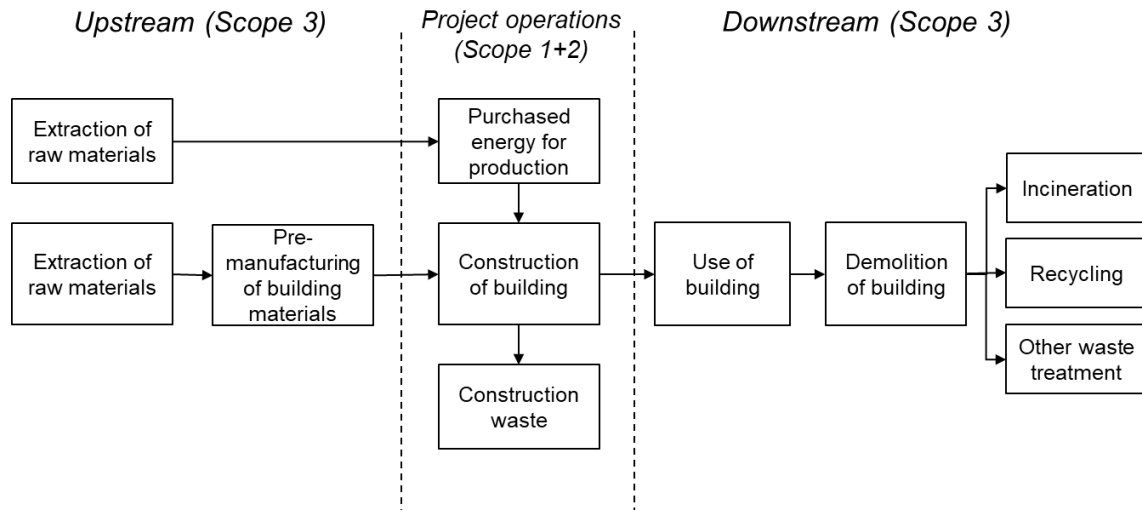 Upstream (Scope 3)
Project operations
(Scope 1+2)
Downstream (Scope 3)
Extraction of
raw materials
Purchased
energy for
production
Extraction of
raw materials
Pre-
manufacturing
of building
materials
Construction
of building
Construction
waste
Use of
building
Demolition
of building
Incineration
Recycling
Other waste
treatment